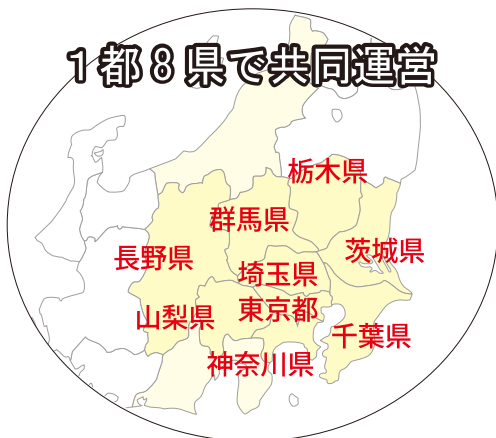 1都8県で共同運営
栃木県
群馬県
茨城県
長野県
埼玉県
東京都
山梨県
千葉県
神奈川県